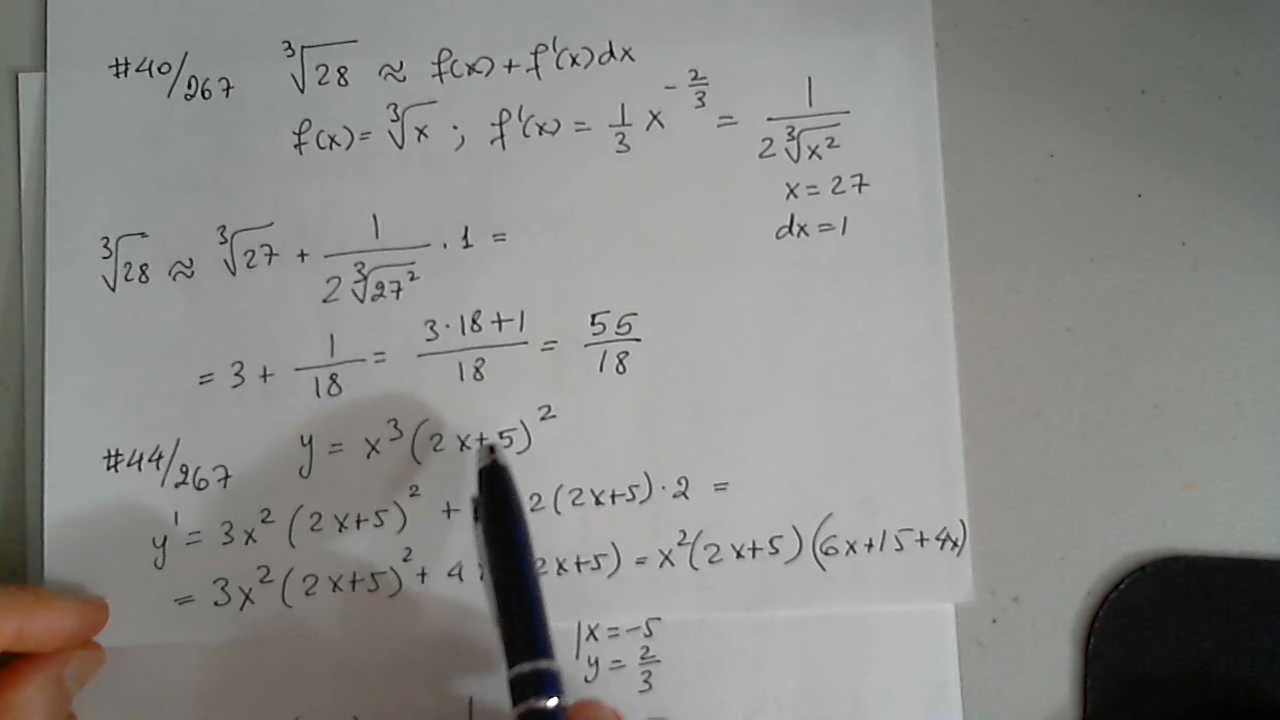 #40/267 ∛28 ≈ f(x) + f'(x)dx
f(x) = ∛x ; f'(x) = 1/3 x^(-2/3) = 1/(2∛x²)
x = 27
dx = 1
∛28 ≈ ∛27 + 1/(2∛27²) · 1 =
= 3 + 1/18 = (3·18+1)/18 = 55/18
#44/267 y = x³(2x+5)²
y' = 3x²(2x+5)² + 2(2x+5)·2 =
= 3x²(2x+5)² + 4 2x+5) = x²(2x+5)(6x+15+4x)
x = -5
y = 2/3